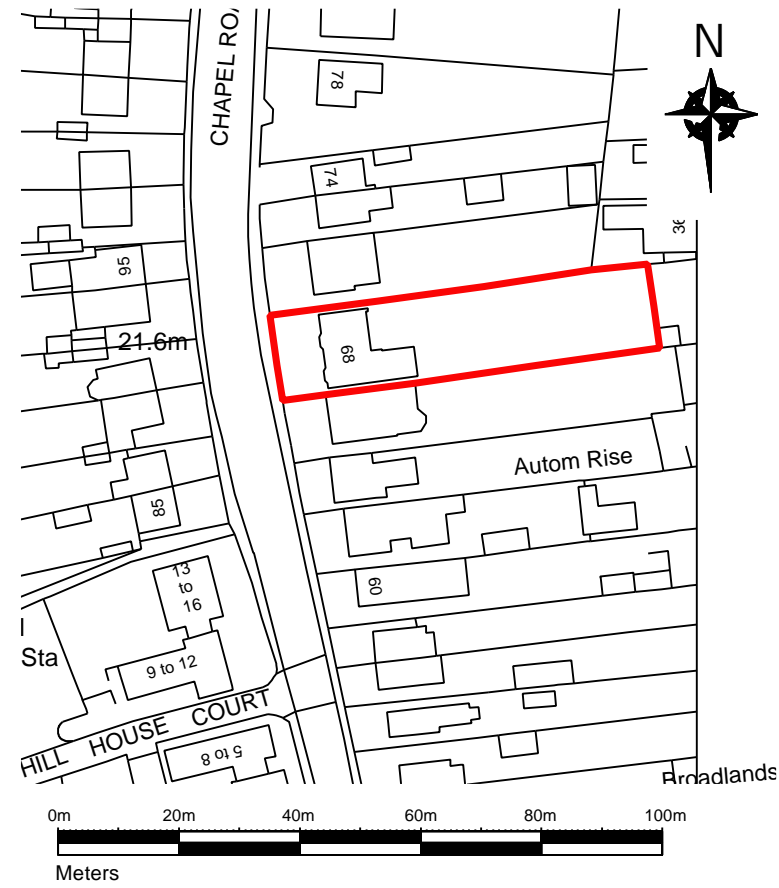 CHAPEL ROA
N
78
74
36
95
21.6m
68
Autom Rise
85
13
to
16
60
Sta
9 to 12
HILL HOUSE COURT
5 to 8
Broadlands
0m 20m 40m 60m 80m 100m
Meters